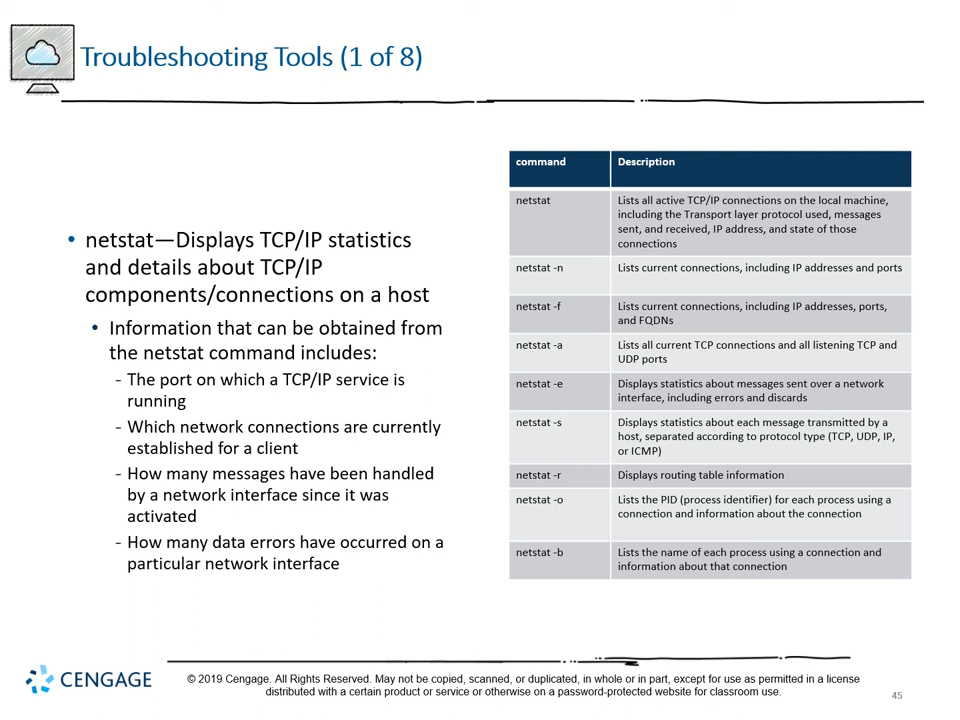 Troubleshooting Tools (1 of 8)
• netstat—Displays TCP/IP statistics
and details about TCP/IP
components/connections on a host
• Information that can be obtained from
the netstat command includes:
- The port on which a TCP/IP service is
running
- Which network connections are currently
established for a client
- How many messages have been handled
by a network interface since it was
activated
- How many data errors have occurred on a
particular network interface
command Description
netstat Lists all active TCP/IP connections on the local machine,
including the Transport layer protocol used, messages
sent, and received, IP address, and state of those
connections
netstat -n Lists current connections, including IP addresses and ports
netstat -f Lists current connections, including IP addresses, ports,
and FQDNs
netstat -a Lists all current TCP connections and all listening TCP and
UDP ports
netstat -e Displays statistics about messages sent over a network
interface, including errors and discards
netstat -s Displays statistics about each message transmitted by a
host, separated according to protocol type (TCP, UDP, IP,
or ICMP)
netstat -r Displays routing table information
netstat -o Lists the PID (process identifier) for each process using a
connection and information about the connection
netstat -b Lists the name of each process using a connection and
information about that connection
CENGAGE
© 2019 Cengage. All Rights Reserved. May not be copied, scanned, or duplicated, in whole or in part, except for use as permitted in a license
distributed with a certain product or service or otherwise on a password-protected website for classroom use.
45